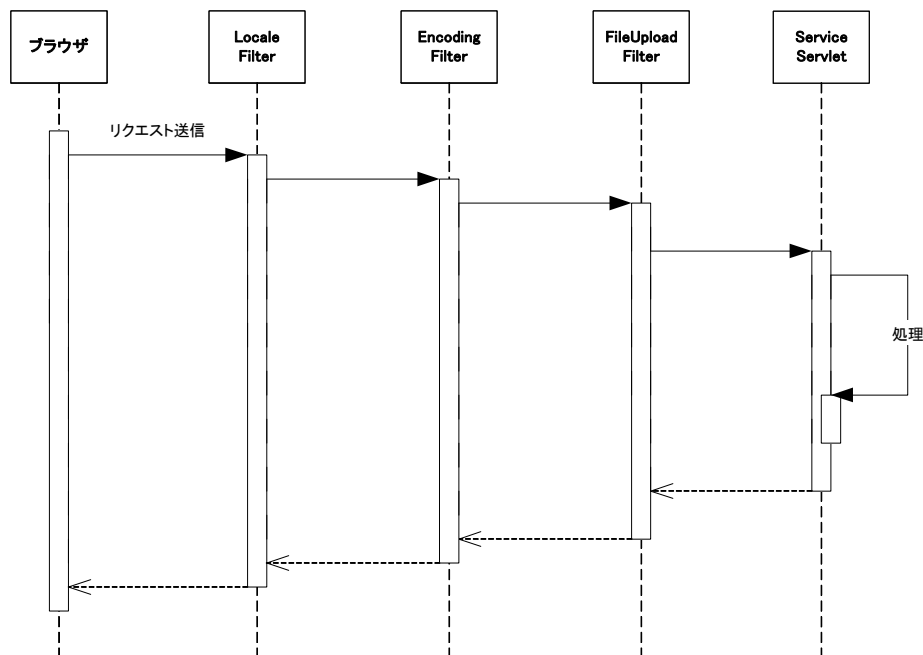 ブラウザ
Locale
Filter
Encoding
Filter
FileUpload
Filter
Service
Servlet
リクエスト送信
処理